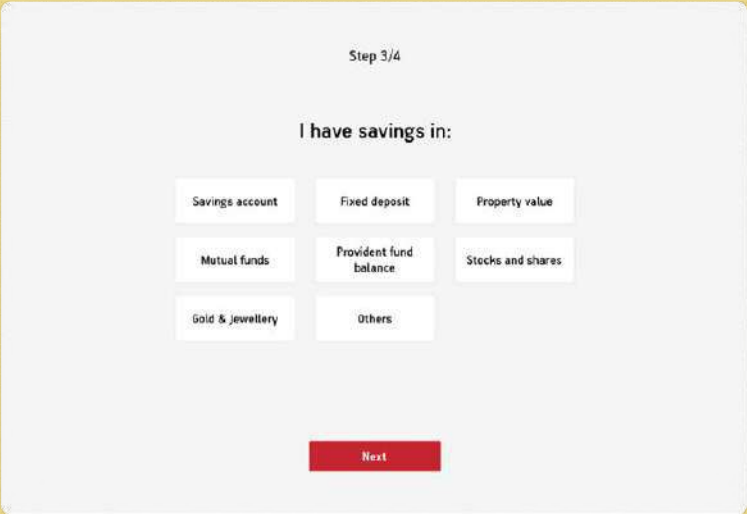 Step 3/4
I have savings in:
Savings account
Fixed deposit
Property value
Mutual funds
Provident fund
balance
Stocks and shares
Gold & Jewellery
Others
Next